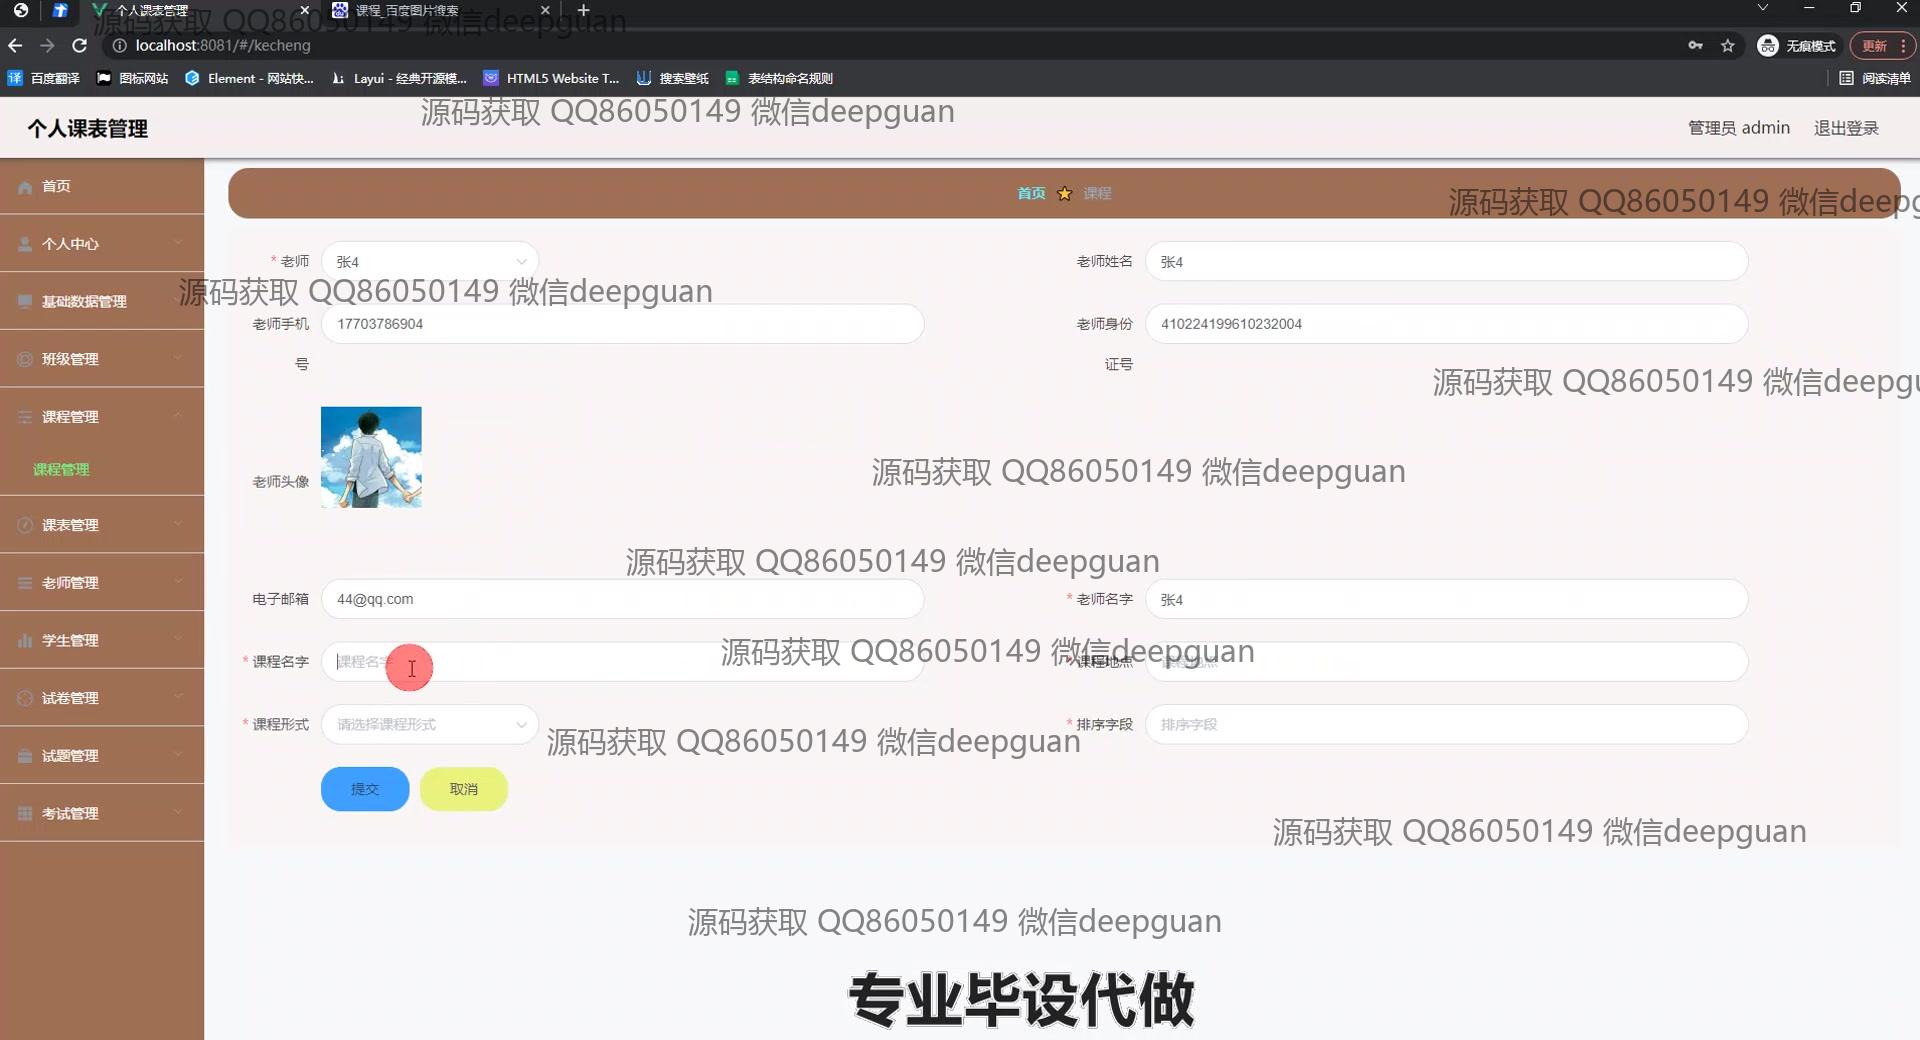 个人课表管理
课程_百度图片搜索
源码获取 QQ86050149 微信deepguan
localhost:8081/#/kecheng
无痕模式
更新
百度翻译
图标网站
Element - 网站快...
Layui - 经典开源模...
HTML5 Website T...
搜索壁纸
表结构命名规则
阅读清单
源码获取 QQ86050149 微信deepguan
个人课表管理
管理员 admin
退出登录
首页
首页
课程
源码获取 QQ86050149 微信deepg
个人中心
* 老师
张4
老师姓名
张4
源码获取 QQ86050149 微信deepguan
基础数据管理
老师手机号
17703786904
老师身份证号
410224199610232004
班级管理
源码获取 QQ86050149 微信deepgu
课程管理
课程管理
老师头像
源码获取 QQ86050149 微信deepguan
课表管理
源码获取 QQ86050149 微信deepguan
老师管理
电子邮箱
44@qq.com
* 老师名字
张4
学生管理
* 课程名字
课程名字
源码获取 QQ86050149 微信deepguan
* 课程地点
课程地点
试卷管理
* 课程形式
请选择课程形式
* 排序字段
排序字段
源码获取 QQ86050149 微信deepguan
试题管理
提交
取消
考试管理
源码获取 QQ86050149 微信deepguan
源码获取 QQ86050149 微信deepguan
专业毕设代做